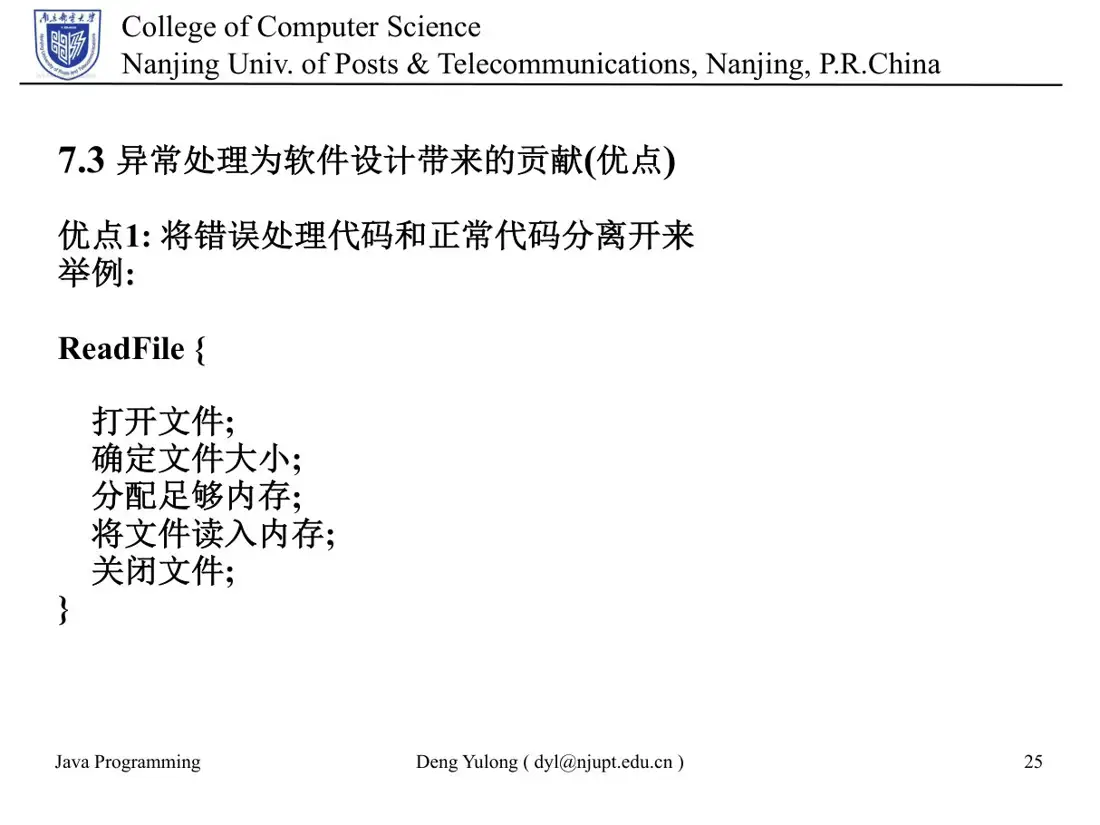 College of Computer Science
Nanjing Univ. of Posts & Telecommunications, Nanjing, P.R.China
7.3 异常处理为软件设计带来的贡献(优点)
优点1: 将错误处理代码和正常代码分离开来
举例:
ReadFile {
打开文件;
确定文件大小;
分配足够内存;
将文件读入内存;
关闭文件;
}
Java Programming
Deng Yulong ( dyl@njupt.edu.cn )
25